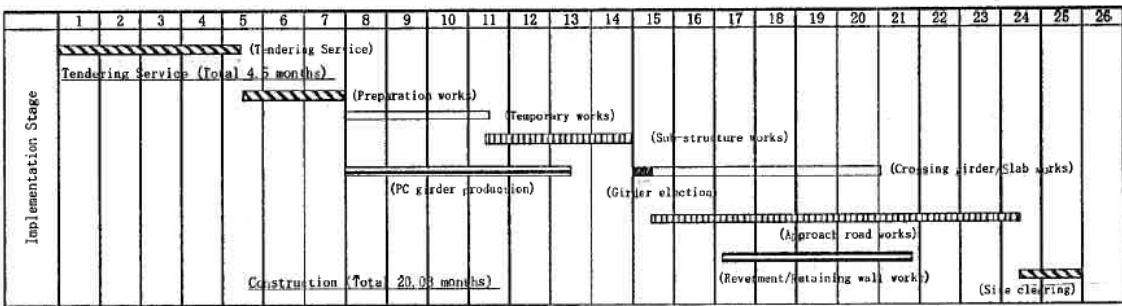 1 2 3 4 5 6 7 8 9 10 11 12 13 14 15 16 17 18 19 20 21 22 23 24 25 26
Implementation Stage
(Tendering Service)
Tendering Service (Total 4.5 months)
(Preparation works)
(Temporary works)
(Sub-structure works)
(Crossing girder/Slab works)
(PC girder production)
(Girder election)
(Approach road works)
(Revetment/Retaining wall works)
Construction (Total 20.03 months)
(Site clearing)